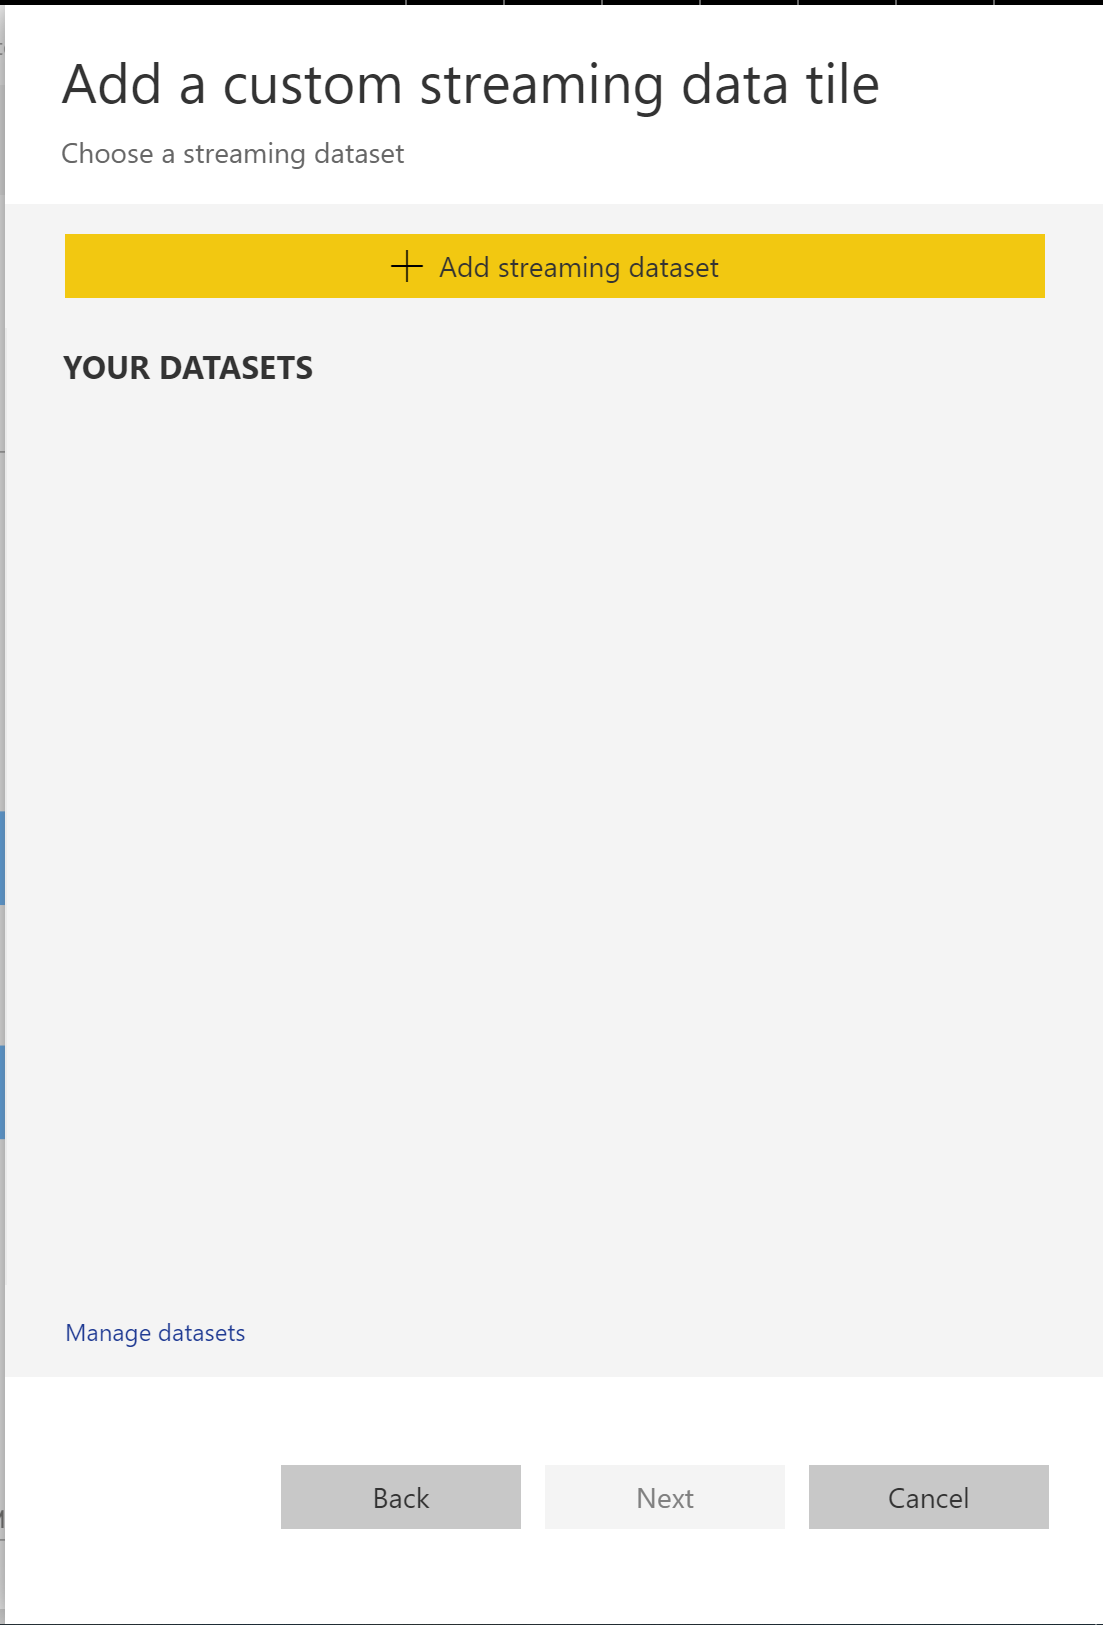 Add a custom streaming data tile
Choose a streaming dataset
Add streaming dataset
YOUR DATASETS
Manage datasets
Back
Next
Cancel